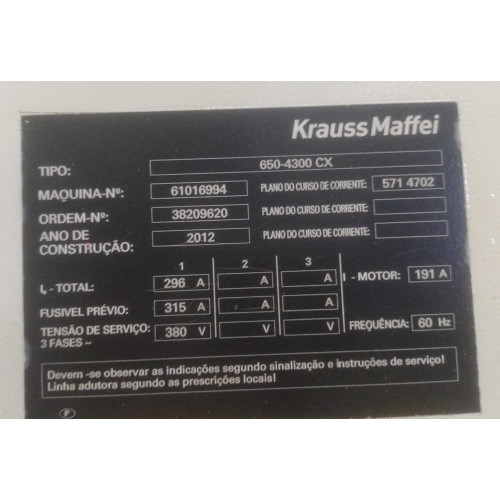 Krauss Maffei
TIPO: 650-4300 CX
MAQUINA-Nº: 61016994 PLANO DO CURSO DE CORRENTE: 571 4702
ORDEM-Nº: 38209620 PLANO DO CURSO DE CORRENTE:
ANO DE CONSTRUÇÃO: 2012 PLANO DO CURSO DE CORRENTE:
1 2 3
Iₙ - TOTAL: 296 A A A I - MOTOR: 191 A
FUSIVEL PRÉVIO: 315 A A A
TENSÃO DE SERVIÇO: 380 V V V FREQUÊNCIA: 60 Hz
3 FASES ~
Devem -se observar as indicações segundo sinalização e instruções de serviço!
Linha adutora segundo as prescrições locais!
P